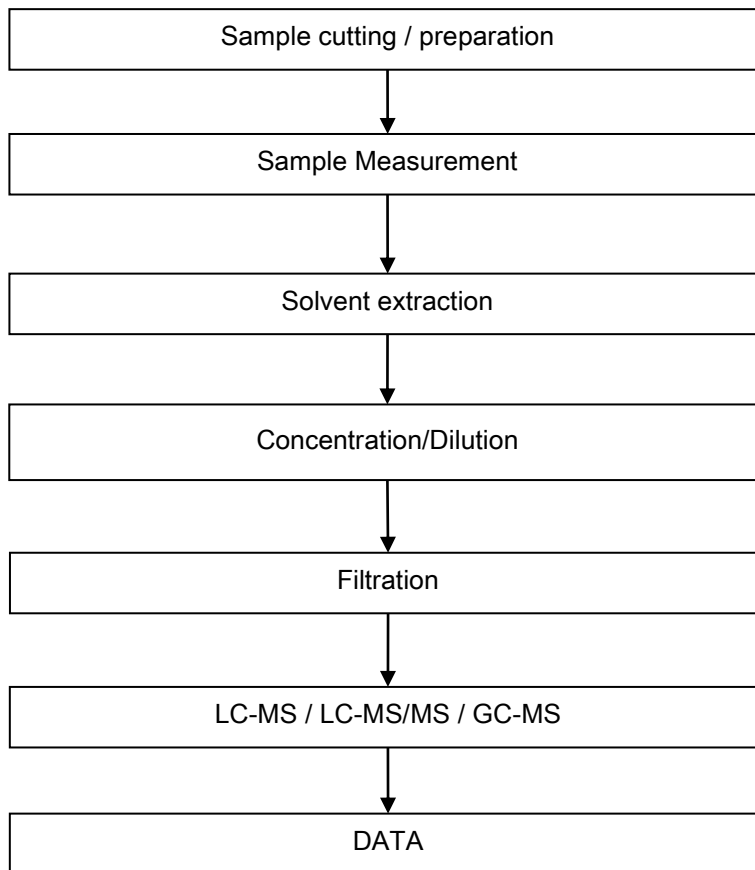 Sample cutting / preparation
Sample Measurement
Solvent extraction
Concentration/Dilution
Filtration
LC-MS / LC-MS/MS / GC-MS
DATA